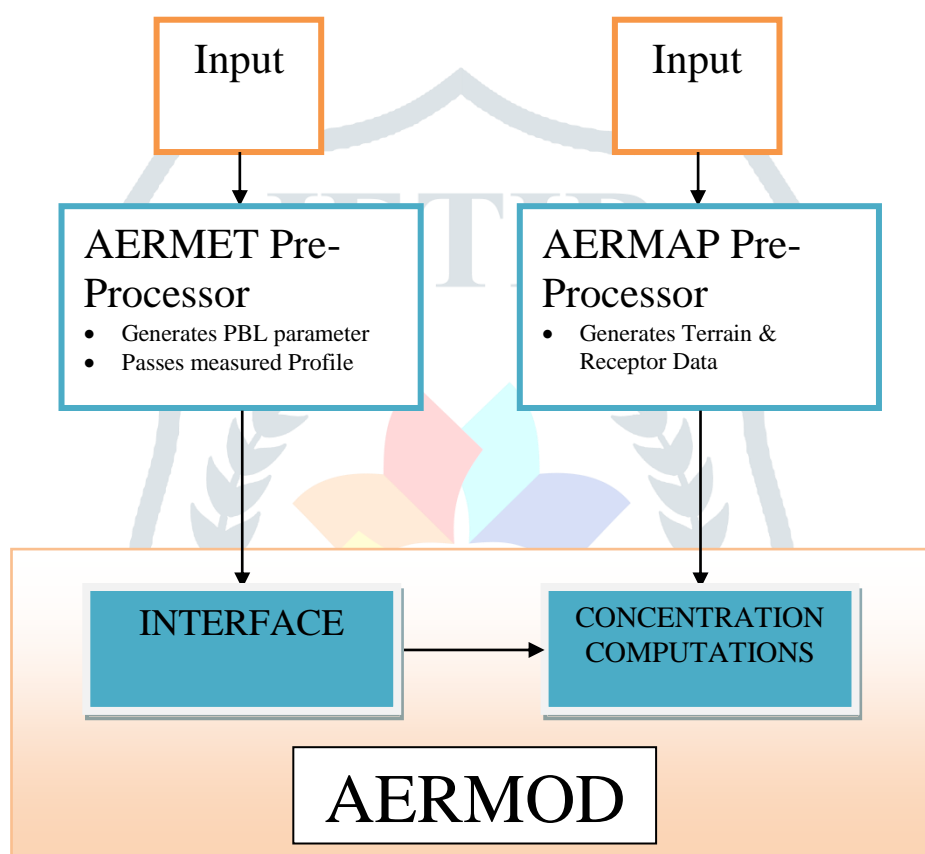 Input
Input
AERMET Pre-
Processor
• Generates PBL parameter
• Passes measured Profile
AERMAP Pre-
Processor
• Generates Terrain &
Receptor Data
INTERFACE
CONCENTRATION
COMPUTATIONS
AERMOD